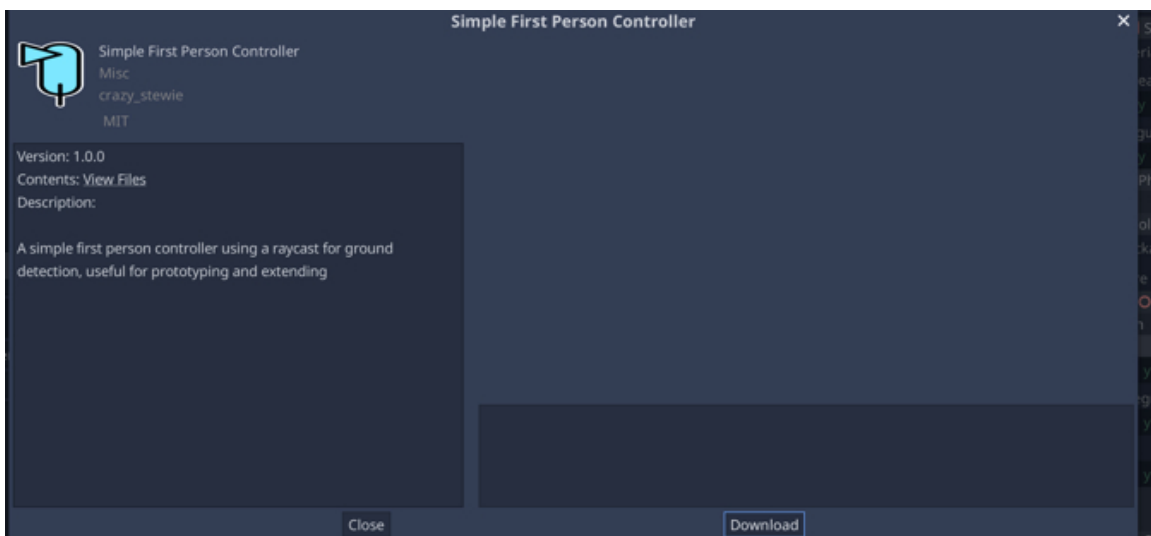 Simple First Person Controller
Simple First Person Controller
Misc
crazy_stewie
MIT
Version: 1.0.0
Contents: View Files
Description:
A simple first person controller using a raycast for ground
detection, useful for prototyping and extending
Close
Download